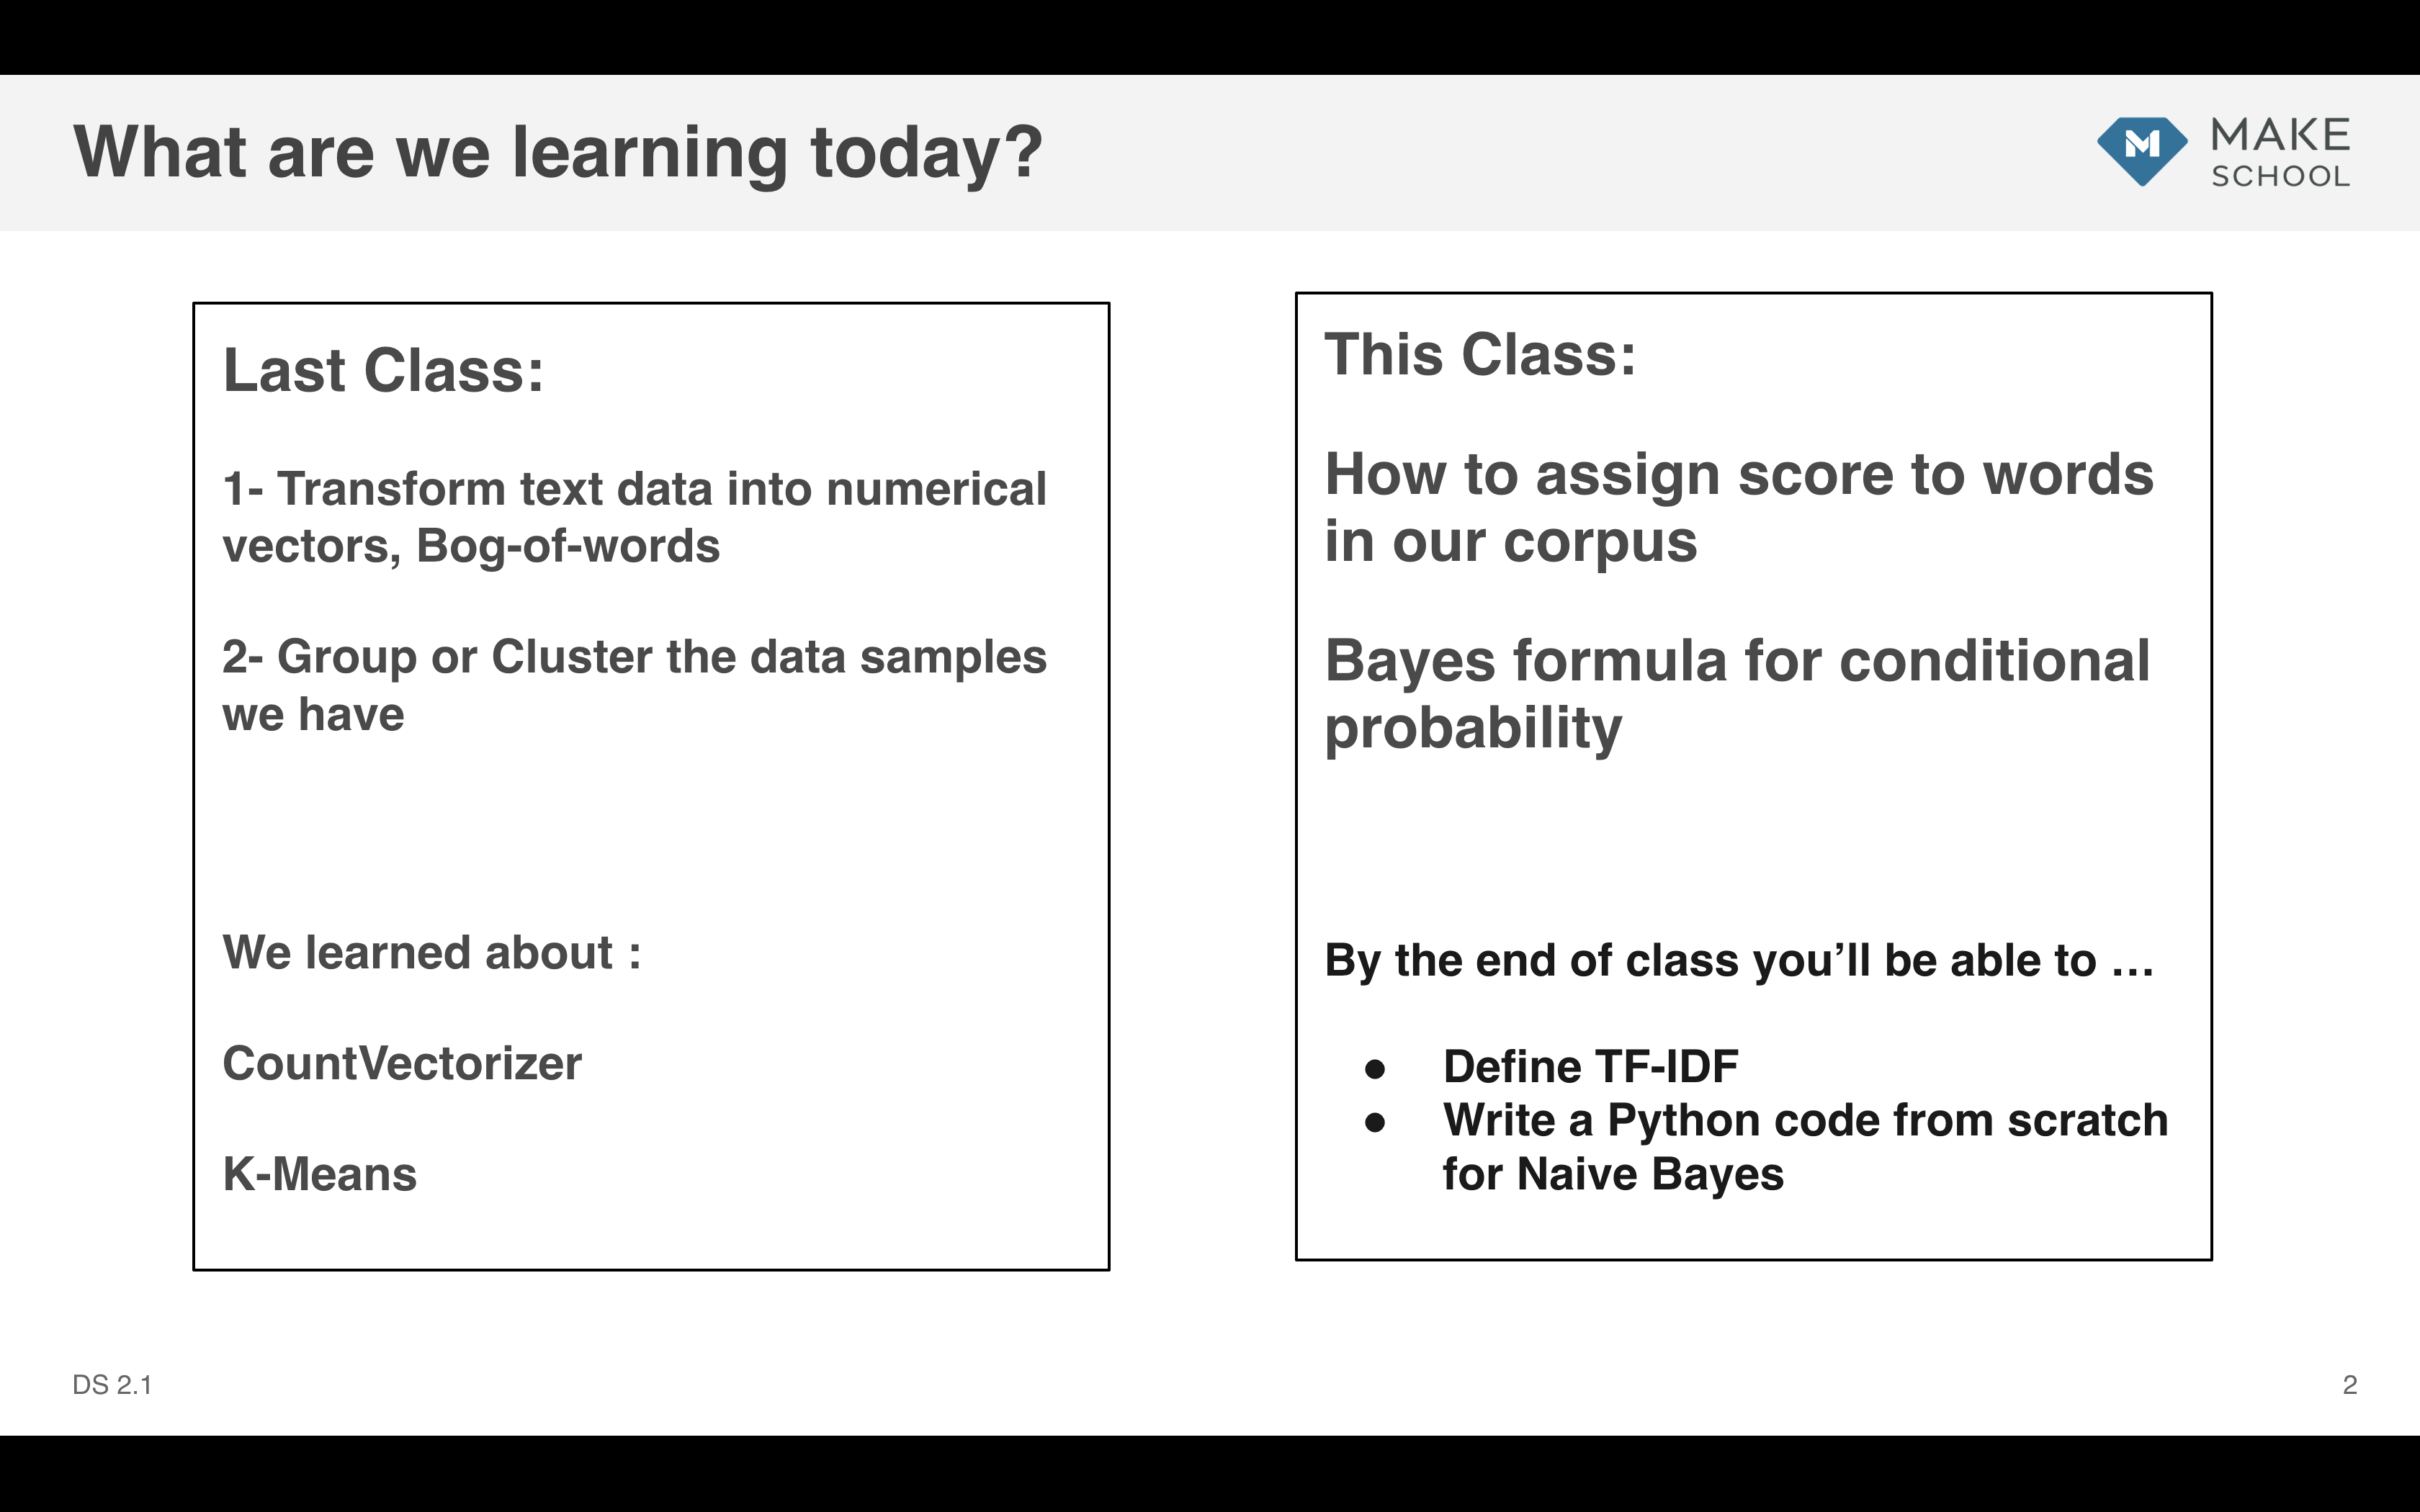 What are we learning today?
MAKE
SCHOOL
Last Class:
1- Transform text data into numerical
vectors, Bog-of-words
2- Group or Cluster the data samples
we have
We learned about :
CountVectorizer
K-Means
This Class:
How to assign score to words
in our corpus
Bayes formula for conditional
probability
By the end of class you’ll be able to …
● Define TF-IDF
● Write a Python code from scratch
for Naive Bayes
DS 2.1
2